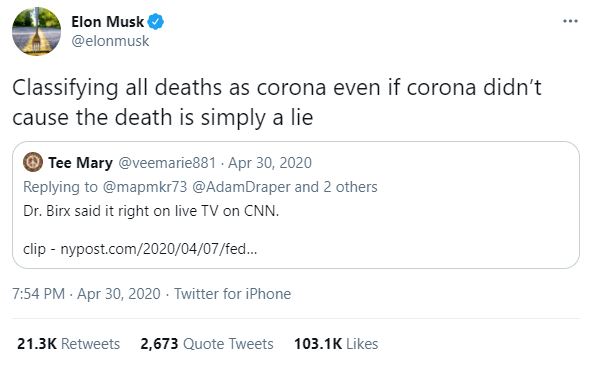 Elon Musk
@elonmusk
Classifying all deaths as corona even if corona didn’t
cause the death is simply a lie
Tee Mary @veemarie881 · Apr 30, 2020
Replying to @mapmkr73 @AdamDraper and 2 others
Dr. Birx said it right on live TV on CNN.
clip - nypost.com/2020/04/07/fed...
7:54 PM · Apr 30, 2020 · Twitter for iPhone
21.3K Retweets 2,673 Quote Tweets 103.1K Likes